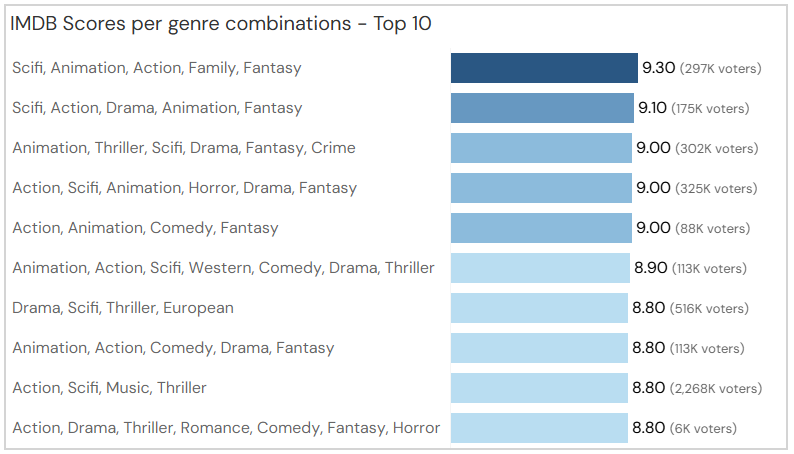 IMDB Scores per genre combinations - Top 10
Scifi, Animation, Action, Family, Fantasy 9.30 (297K voters)
Scifi, Action, Drama, Animation, Fantasy 9.10 (175K voters)
Animation, Thriller, Scifi, Drama, Fantasy, Crime 9.00 (302K voters)
Action, Scifi, Animation, Horror, Drama, Fantasy 9.00 (325K voters)
Action, Animation, Comedy, Fantasy 9.00 (88K voters)
Animation, Action, Scifi, Western, Comedy, Drama, Thriller 8.90 (113K voters)
Drama, Scifi, Thriller, European 8.80 (516K voters)
Animation, Action, Comedy, Drama, Fantasy 8.80 (113K voters)
Action, Scifi, Music, Thriller 8.80 (2,268K voters)
Action, Drama, Thriller, Romance, Comedy, Fantasy, Horror 8.80 (6K voters)